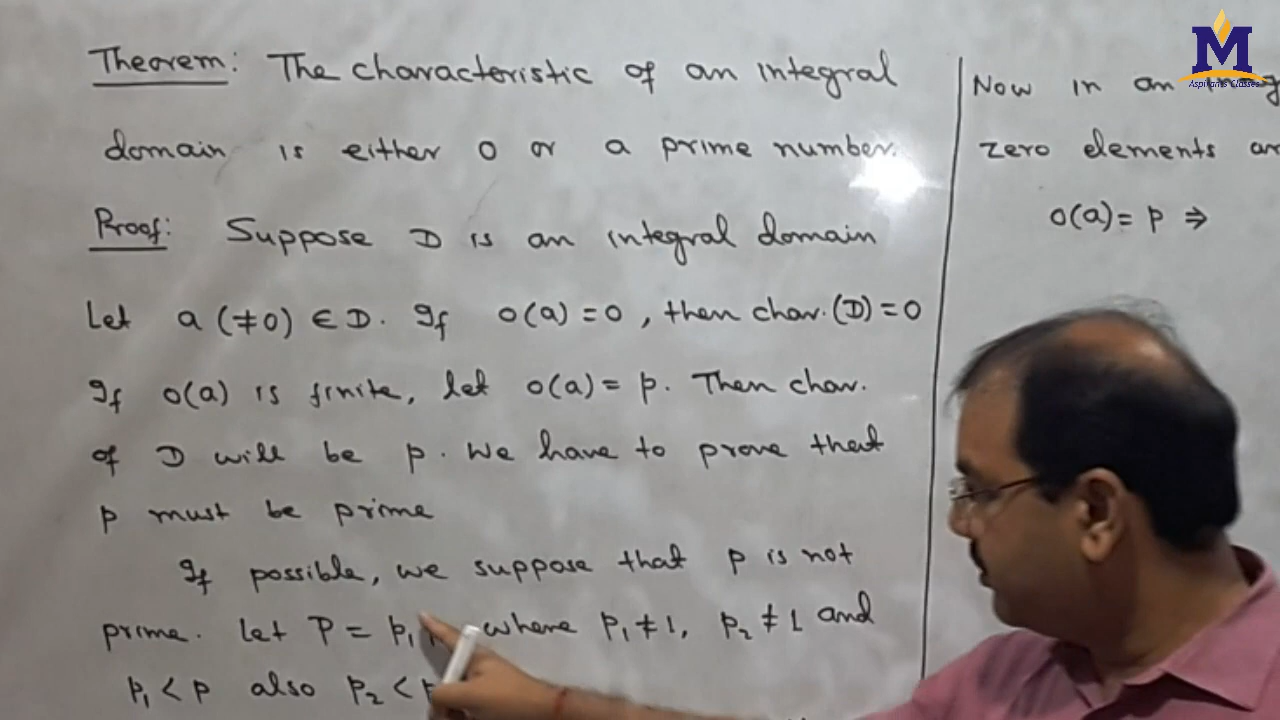 Theorem: The characteristic of an integral
domain is either 0 or a prime number.
Proof: Suppose D is an integral domain
Let a (≠0) ∈ D. If o(a) = 0, then char. (D) = 0
If o(a) is finite, let o(a) = p. Then char.
of D will be p. We have to prove that
p must be prime
If possible, we suppose that p is not
prime. Let P = p₁ where p₁ ≠ 1, p₂ ≠ 1 and
p₁ < p also p₂ <
Now in an
zero elements
o(a) = p ⇒
M
Aspirants Classes